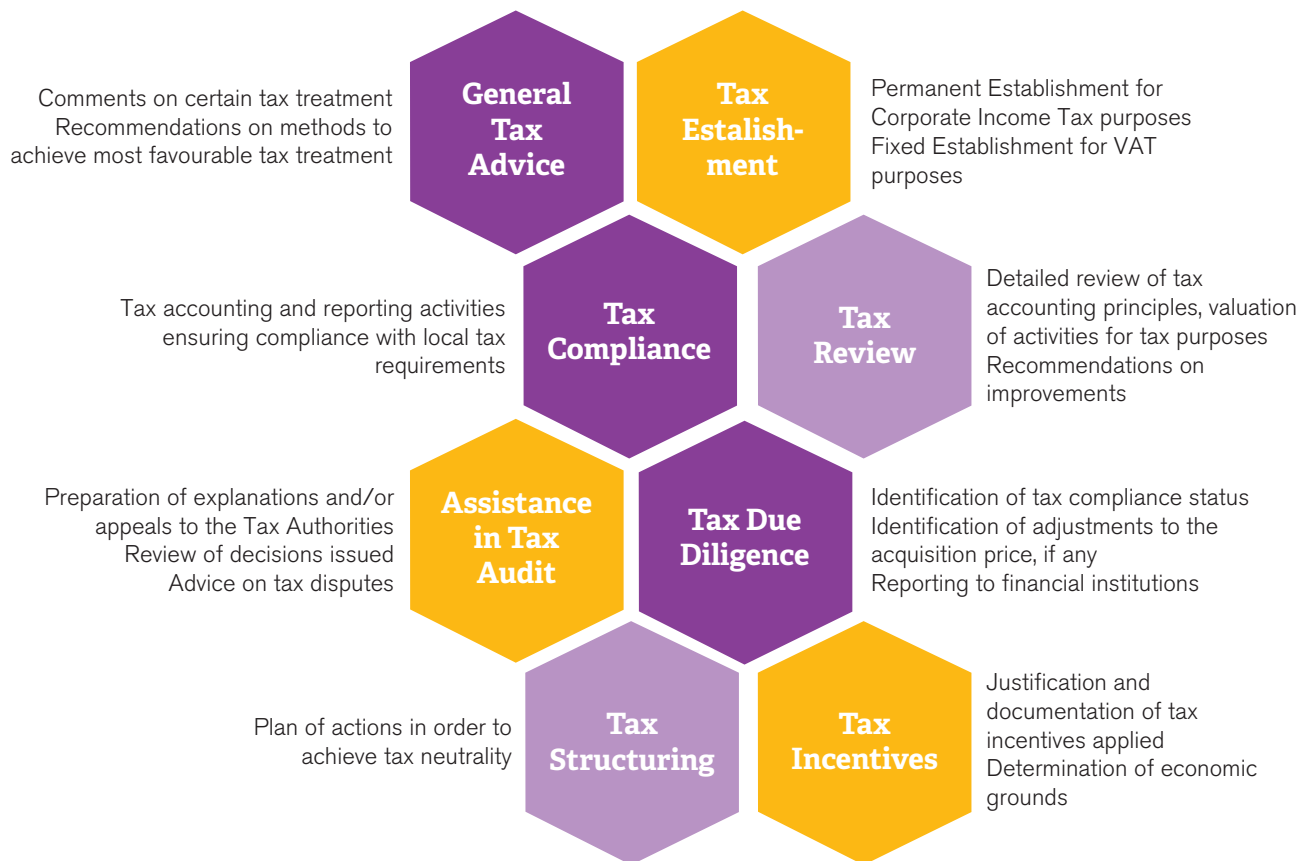 Comments on certain tax treatment
Recommendations on methods to
achieve most favourable tax treatment
General
Tax
Advice
Tax
Estalish-
ment
Permanent Establishment for
Corporate Income Tax purposes
Fixed Establishment for VAT
purposes
Tax accounting and reporting activities
ensuring compliance with local tax
requirements
Tax
Compliance
Tax
Review
Detailed review of tax
accounting principles, valuation
of activities for tax purposes
Recommendations on
improvements
Preparation of explanations and/or
appeals to the Tax Authorities
Review of decisions issued
Advice on tax disputes
Assistance
in Tax
Audit
Tax Due
Diligence
Identification of tax compliance status
Identification of adjustments to the
acquisition price, if any
Reporting to financial institutions
Plan of actions in order to
achieve tax neutrality
Tax
Structuring
Tax
Incentives
Justification and
documentation of tax
incentives applied
Determination of economic
grounds